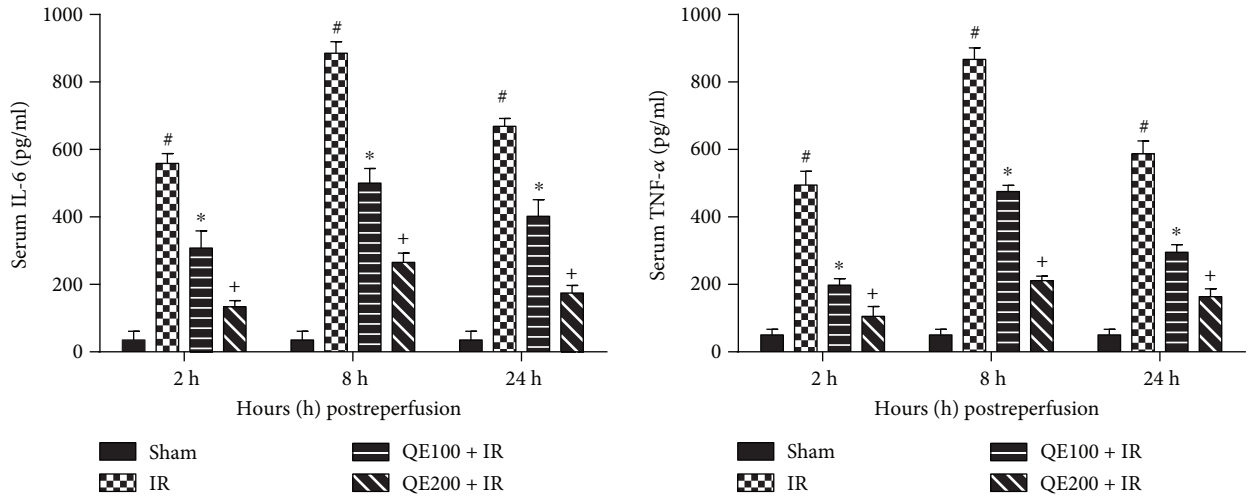 1000
800
600
400
200
0
Serum IL-6 (pg/ml)
#
*
+
#
*
+
#
*
+
2 h
8 h
24 h
Hours (h) postreperfusion
Sham
IR
QE100 + IR
QE200 + IR
1000
800
600
400
200
0
Serum TNF-α (pg/ml)
#
*
+
#
*
+
#
*
+
2 h
8 h
24 h
Hours (h) postreperfusion
Sham
IR
QE100 + IR
QE200 + IR